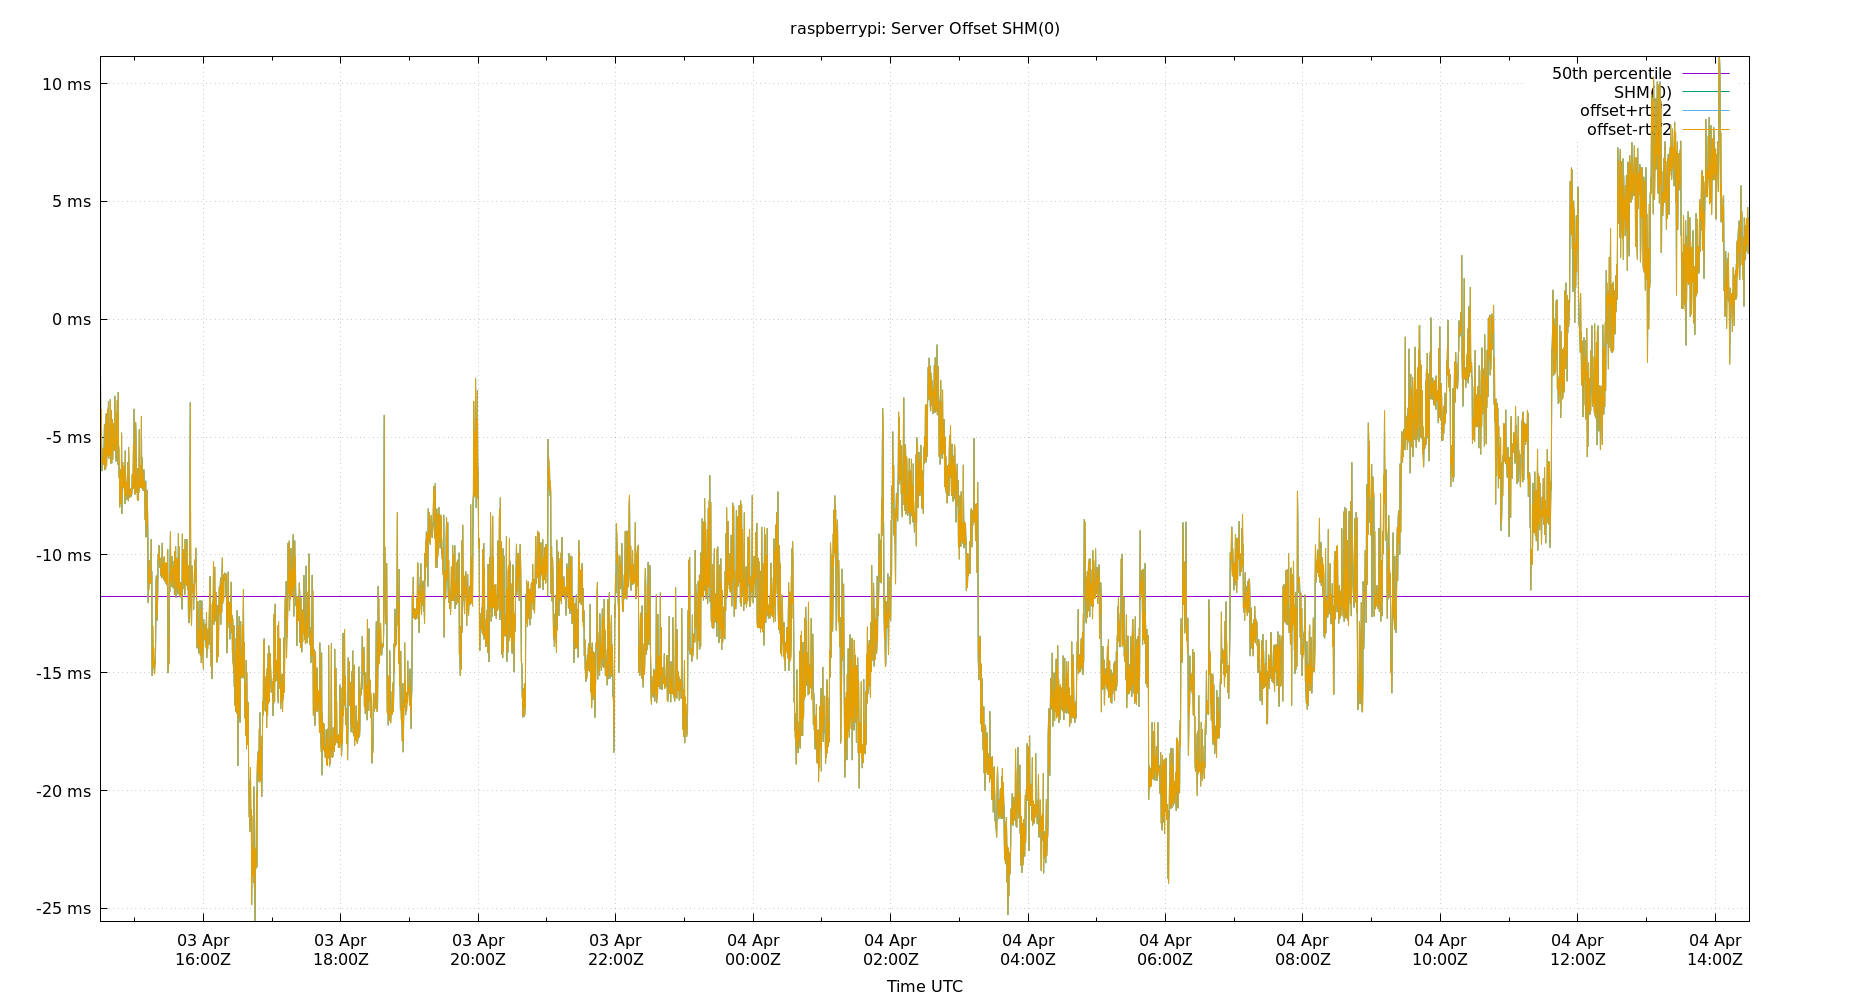 raspberrypi: Server Offset SHM(0)
10 ms
5 ms
0 ms
-5 ms
-10 ms
-15 ms
-20 ms
-25 ms
50th percentile
SHM(0)
offset+rtt/2
offset-rtt/2
03 Apr 03 Apr 03 Apr 03 Apr 04 Apr 04 Apr 04 Apr 04 Apr 04 Apr 04 Apr 04 Apr 04 Apr
16:00Z 18:00Z 20:00Z 22:00Z 00:00Z 02:00Z 04:00Z 06:00Z 08:00Z 10:00Z 12:00Z 14:00Z
Time UTC